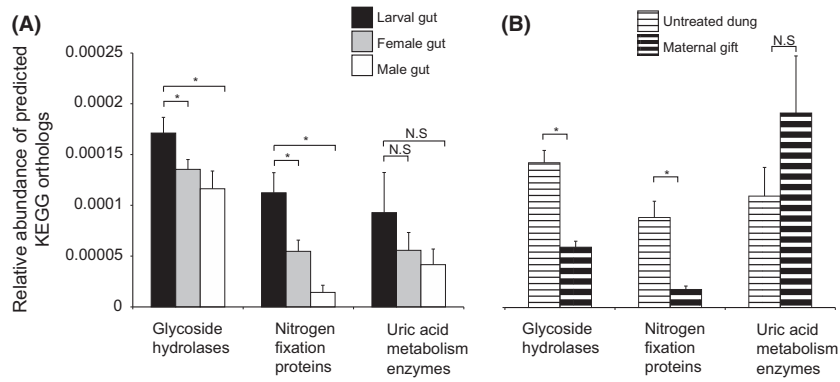 (A)
Larval gut
Female gut
Male gut
(B)
Untreated dung
Maternal gift
Relative abundance of predicted
KEGG orthologs
0.00025
0.0002
0.00015
0.0001
0.00005
0
*
*
*
*
N.S
N.S
*
*
N.S
Glycoside
hydrolases
Nitrogen
fixation
proteins
Uric acid
metabolism
enzymes
Glycoside
hydrolases
Nitrogen
fixation
proteins
Uric acid
metabolism
enzymes